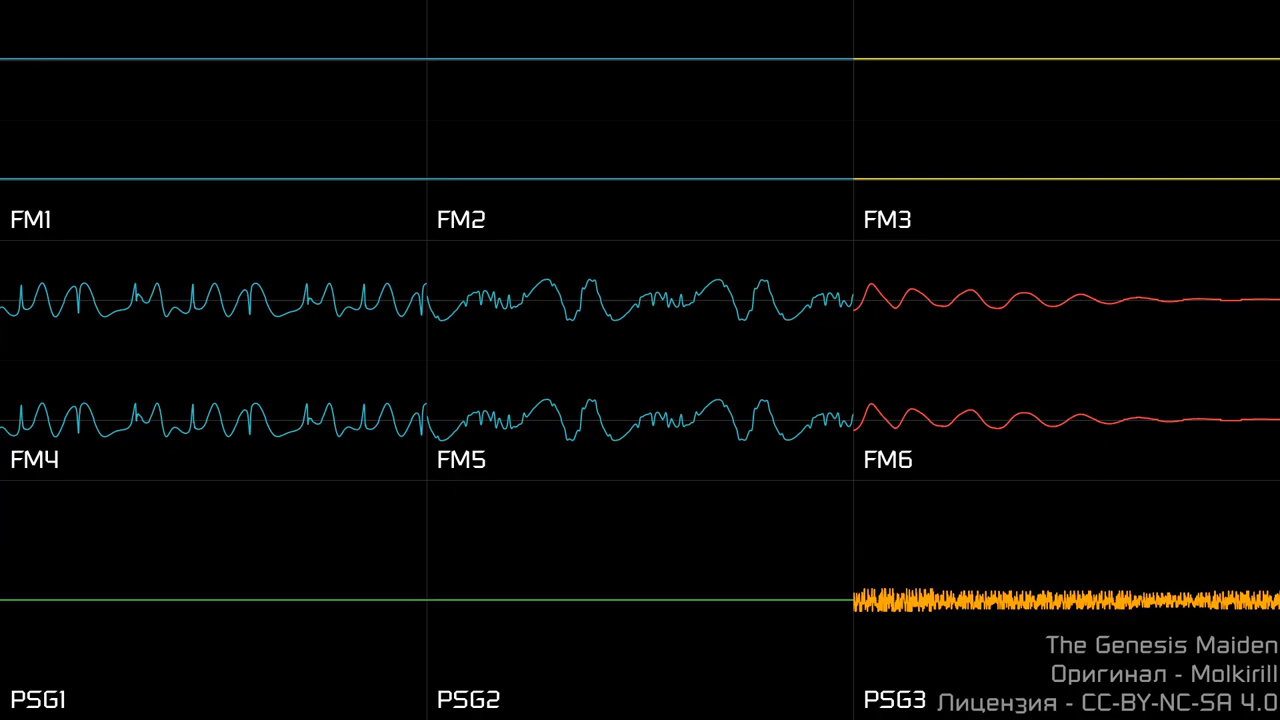 FM1
FM2
FM3
FM4
FM5
FM6
The Genesis Maiden
Оригинал - Molkirill
PSG1
PSG2
PSG3
Лицензия - CC-BY-NC-SA 4.0